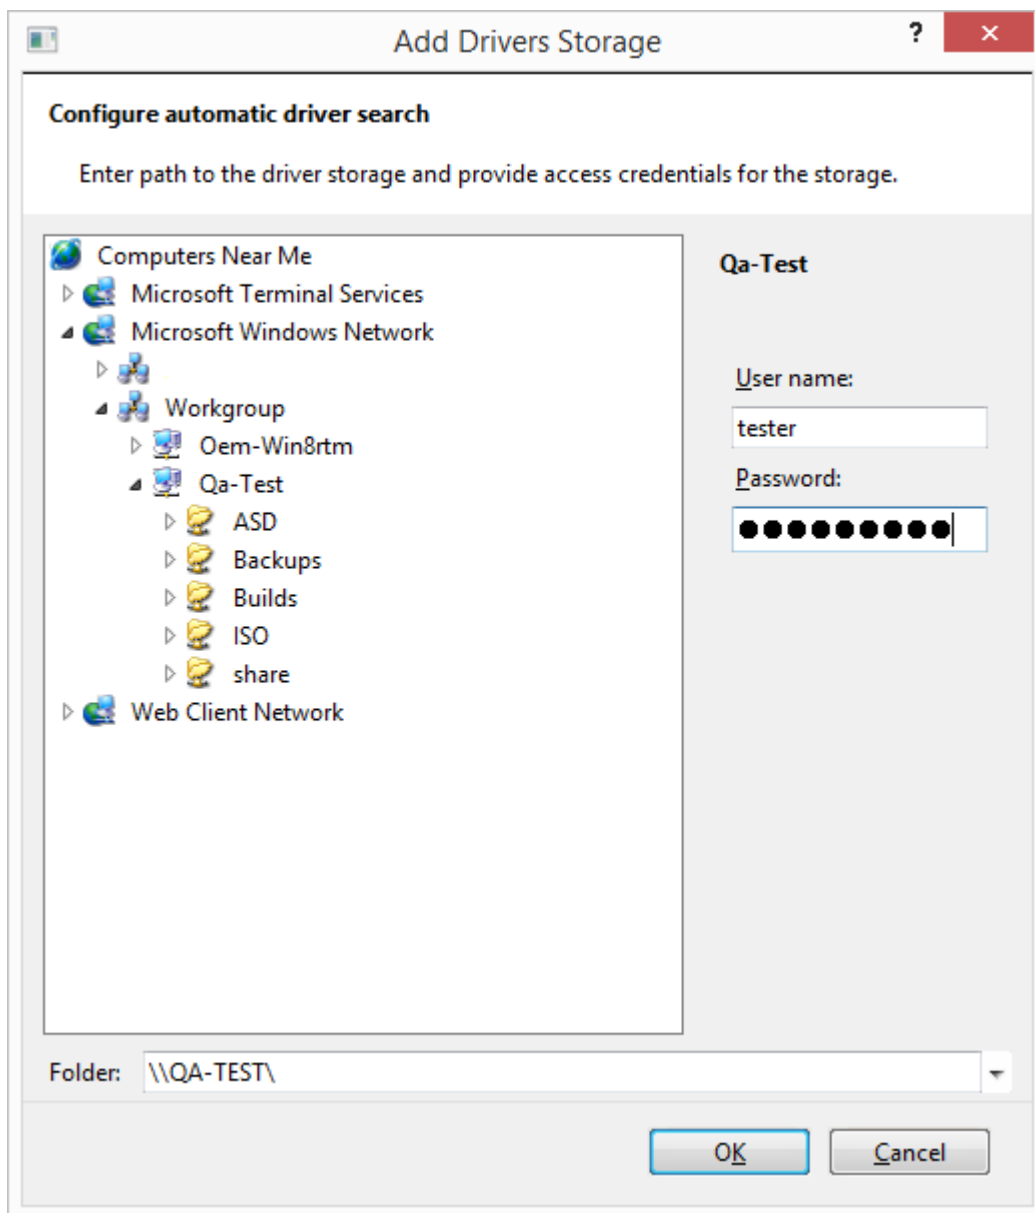 Add Drivers Storage
?
×
Configure automatic driver search
Enter path to the driver storage and provide access credentials for the storage.
Computers Near Me
Microsoft Terminal Services
Microsoft Windows Network
Workgroup
Oem-Win8rtm
Qa-Test
ASD
Backups
Builds
ISO
share
Web Client Network
Qa-Test
User name:
tester
Password:
●●●●●●●●●
Folder: \\QA-TEST\
OK
Cancel